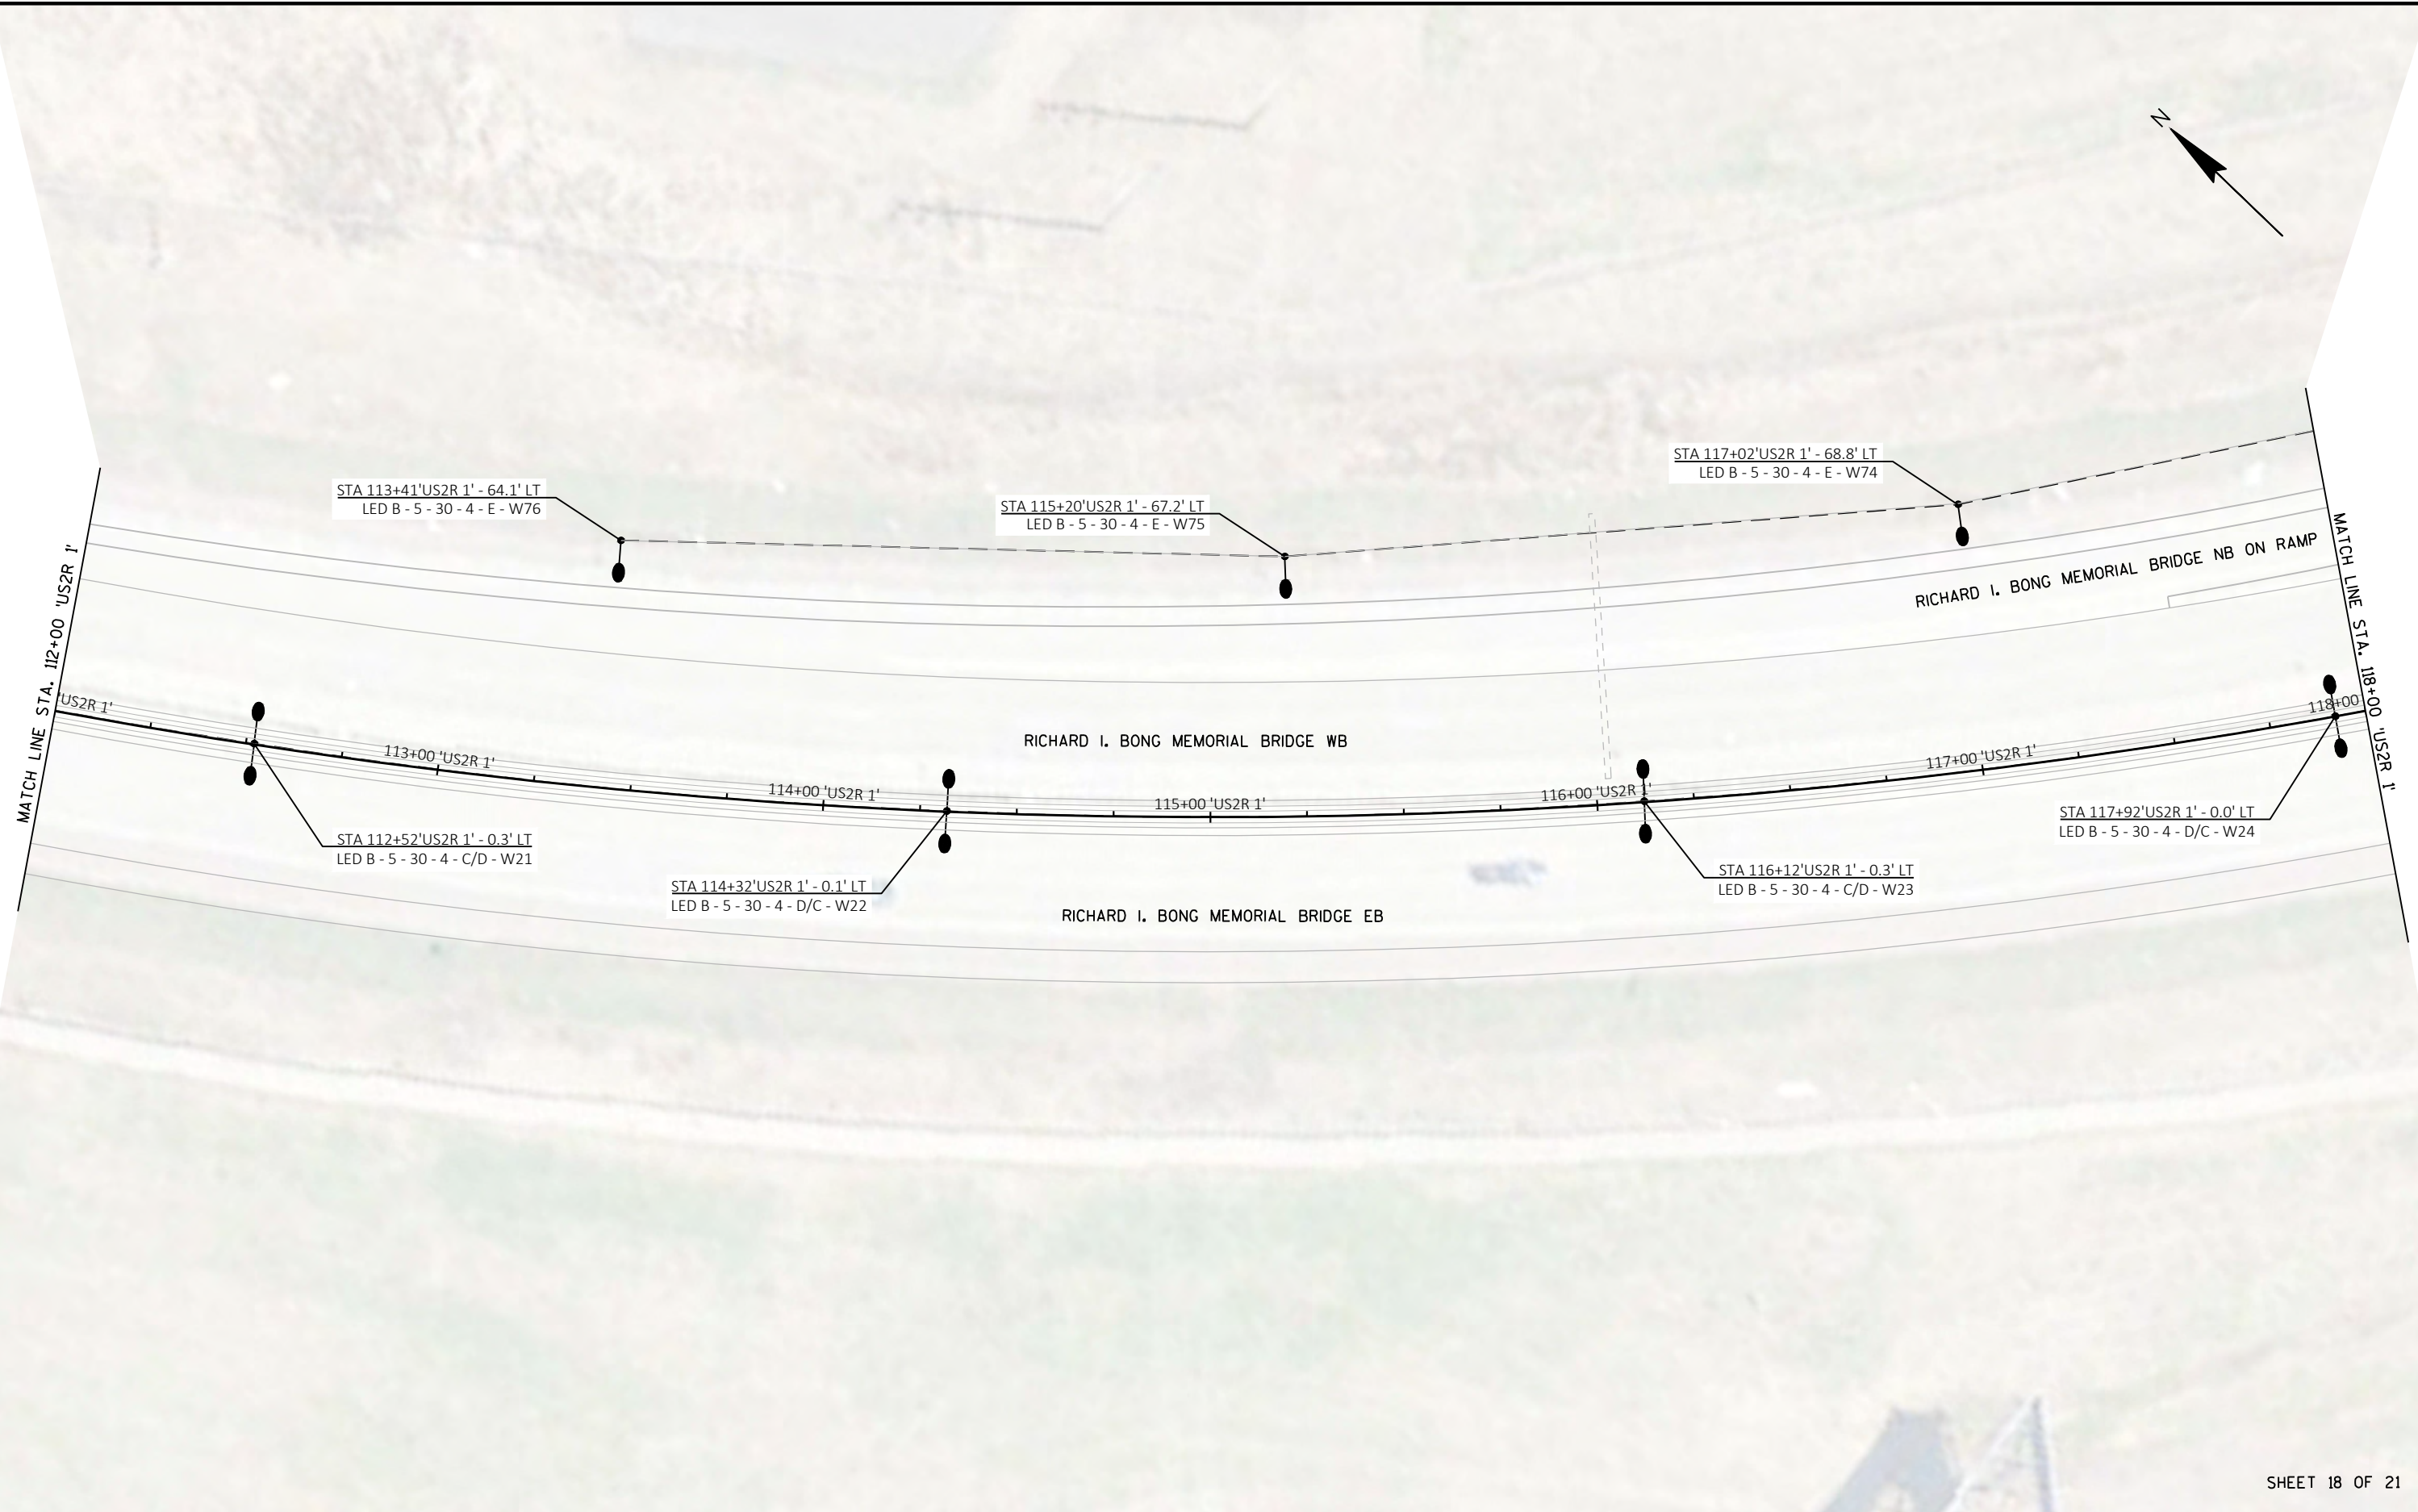 N
STA 117+02'US2R 1' - 68.8' LT
LED B - 5 - 30 - 4 - E - W74
STA 113+41'US2R 1' - 64.1' LT
LED B - 5 - 30 - 4 - E - W76
STA 115+20'US2R 1' - 67.2' LT
LED B - 5 - 30 - 4 - E - W75
MATCH LINE STA. 112+00 'US2R 1'
RICHARD I. BONG MEMORIAL BRIDGE NB ON RAMP
MATCH LINE STA. 118+00 'US2R 1'
'US2R 1'
118+00
RICHARD I. BONG MEMORIAL BRIDGE WB
113+00 'US2R 1'
117+00 'US2R 1'
114+00 'US2R 1'
115+00 'US2R 1'
116+00 'US2R 1'
STA 117+92'US2R 1' - 0.0' LT
LED B - 5 - 30 - 4 - D/C - W24
STA 112+52'US2R 1' - 0.3' LT
LED B - 5 - 30 - 4 - C/D - W21
STA 116+12'US2R 1' - 0.3' LT
LED B - 5 - 30 - 4 - C/D - W23
STA 114+32'US2R 1' - 0.1' LT
LED B - 5 - 30 - 4 - D/C - W22
RICHARD I. BONG MEMORIAL BRIDGE EB
SHEET 18 OF 21